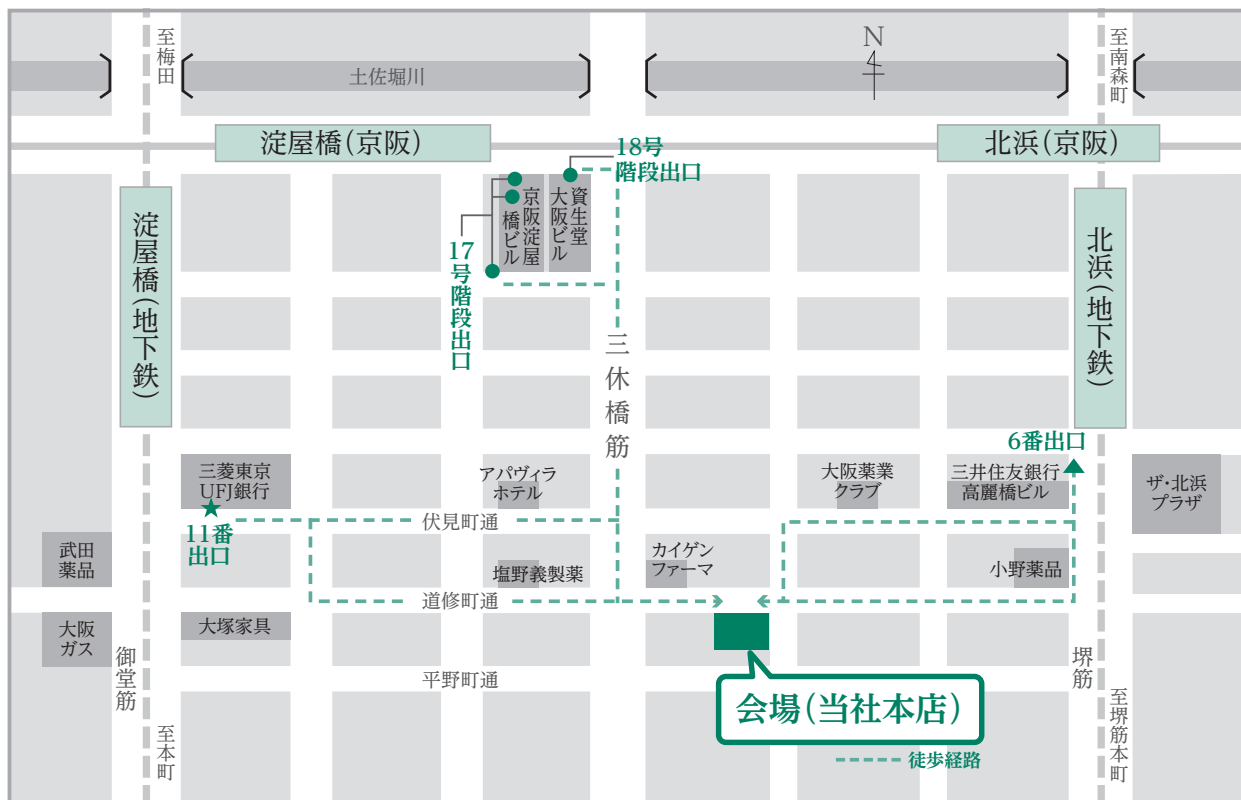 至梅田
土佐堀川
N
至南森町
淀屋橋(京阪)
18号
階段出口
北浜(京阪)
淀屋橋(地下鉄)
17号階段出口
京阪淀屋
橋ビル
資生堂
大阪ビル
北浜(地下鉄)
三休橋筋
6番出口
三菱東京
UFJ銀行
アパヴィラ
ホテル
大阪薬業
クラブ
三井住友銀行
高麗橋ビル
ザ・北浜
プラザ
11番
出口
伏見町通
武田
薬品
塩野義製薬
カイゲン
ファーマ
小野薬品
道修町通
大阪
ガス
大塚家具
御堂筋
平野町通
堺筋
会場(当社本店)
至本町
至堺筋本町
徒歩経路